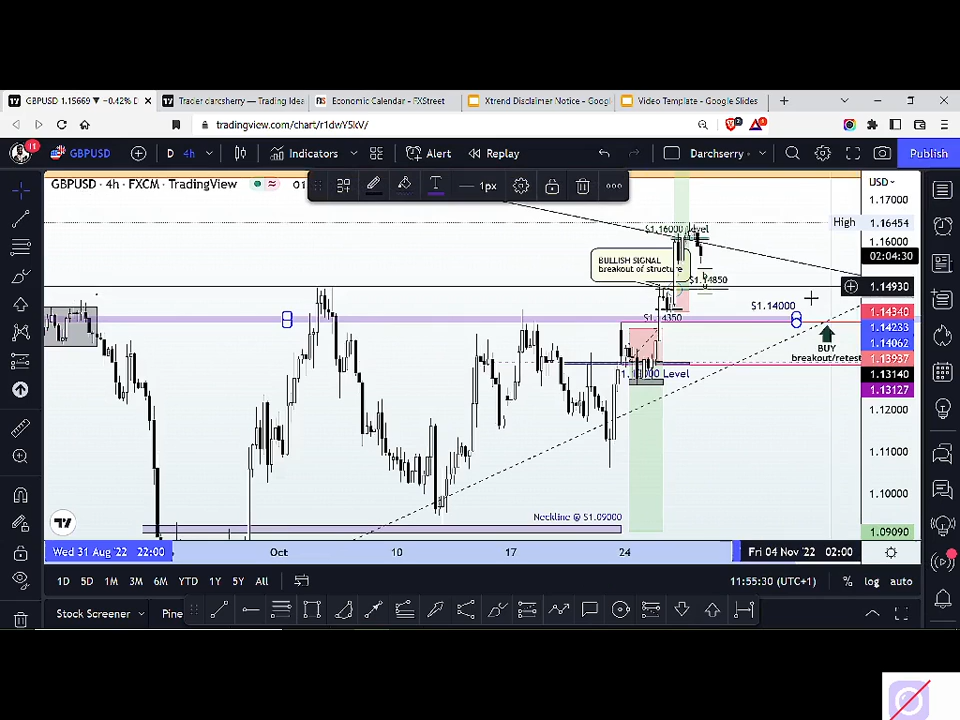 GBPUSD 1.15669 ▼ −0.42% D
Trader darcsherry — Trading Idea
Economic Calendar - FXStreet
Xtrend Disclaimer Notice - Googl
Video Template - Google Slides
tradingview.com/chart/r1dwY5kV/
11
GBPUSD
D 4h
Indicators
Alert
Replay
Darchserry...
Publish
GBPUSD · 4h · FXCM · TradingView
1px
USD
1.17000
$1.16000 Level
High 1.16454
1.16000
02:04:30
BULLISH SIGNAL
breakout of structure
$1.14850
1.14930
$1.14000
1.14340
1.14233
1.14062
BUY
breakout/retest
1.13937
Level
1.13140
1.13127
1.12000
1.11000
1.10000
Neckline @ $1.09000
1.09090
Wed 31 Aug '22 22:00
Oct
10
17
24
Fri 04 Nov '22 02:00
1D 5D 1M 3M 6M YTD 1Y 5Y All
11:55:30 (UTC+1)
% log auto
Stock Screener
Pine